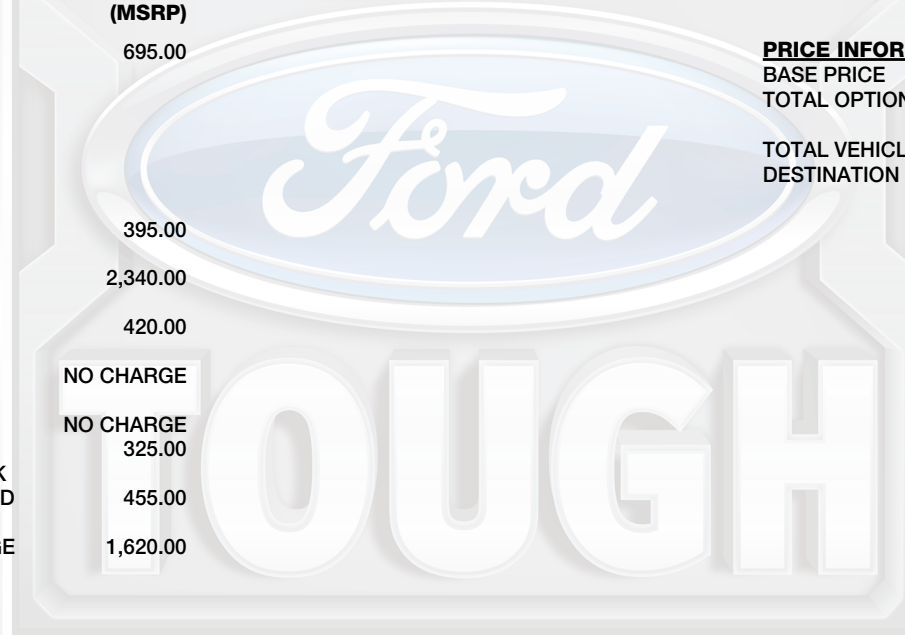 (MSRP)
695.00
395.00
2,340.00
420.00
NO CHARGE
NO CHARGE
325.00
455.00
1,620.00
PRICE INFOR
BASE PRICE
TOTAL OPTION
TOTAL VEHICL
DESTINATION
K
D
GE
Ford
TOUGH